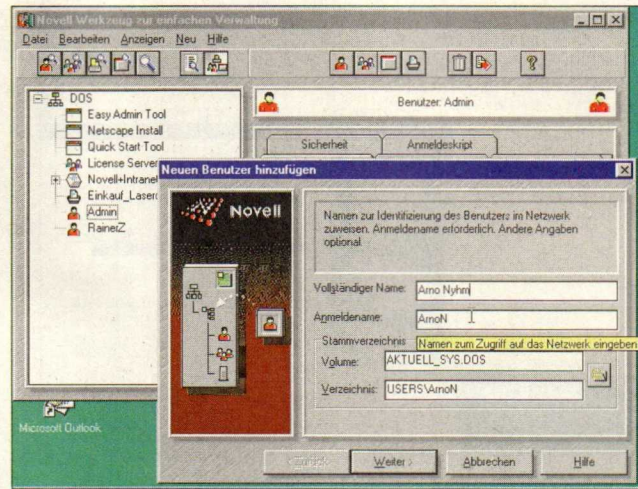 Novell Werkzeug zur einfachen Verwaltung
Datei Bearbeiten Anzeigen Neu Hilfe
DOS
Easy Admin Tool
Netscape Install
Quick Start Tool
License Server
Novell+Intranet
Einkauf_Laser
Admin
RainerZ
Benutzer: Admin
Sicherheit
Anmeldeskript
Neuen Benutzer hinzufügen
Novell
Namen zur Identifizierung des Benutzers im Netzwerk
zuweisen. Anmeldename erforderlich. Andere Angaben
optional.
Vollständiger Name: Arno Nyhm
Anmeldename: ArnoN
Stammverzeichnis
Namen zum Zugriff auf das Netzwerk eingeben
Volume: AKTUELL_SYS.DOS
Verzeichnis: USERS\ArnoN
< Zurück
Weiter >
Abbrechen
Hilfe
Microsoft Outlook